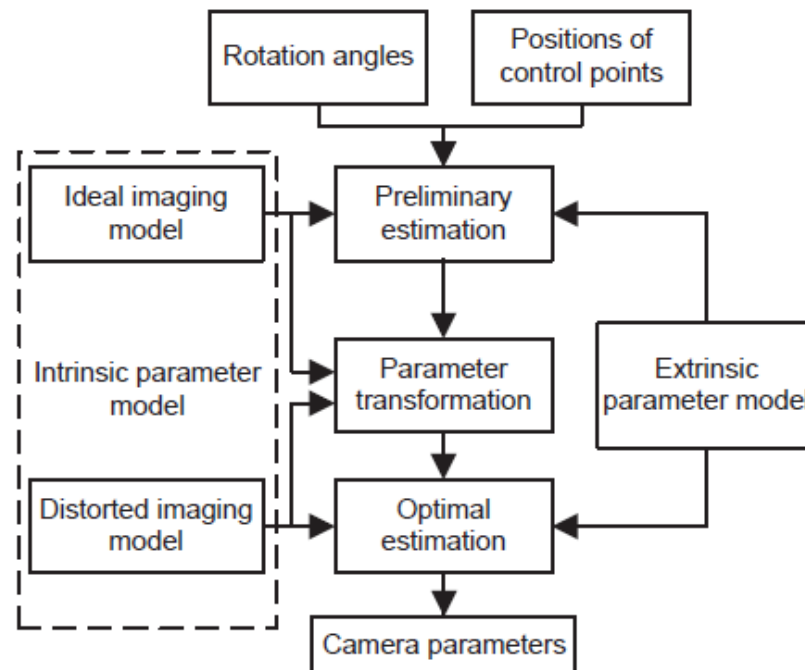 Rotation angles
Positions of
control points
Ideal imaging
model
Preliminary
estimation
Intrinsic parameter
model
Parameter
transformation
Extrinsic
parameter model
Distorted imaging
model
Optimal
estimation
Camera parameters